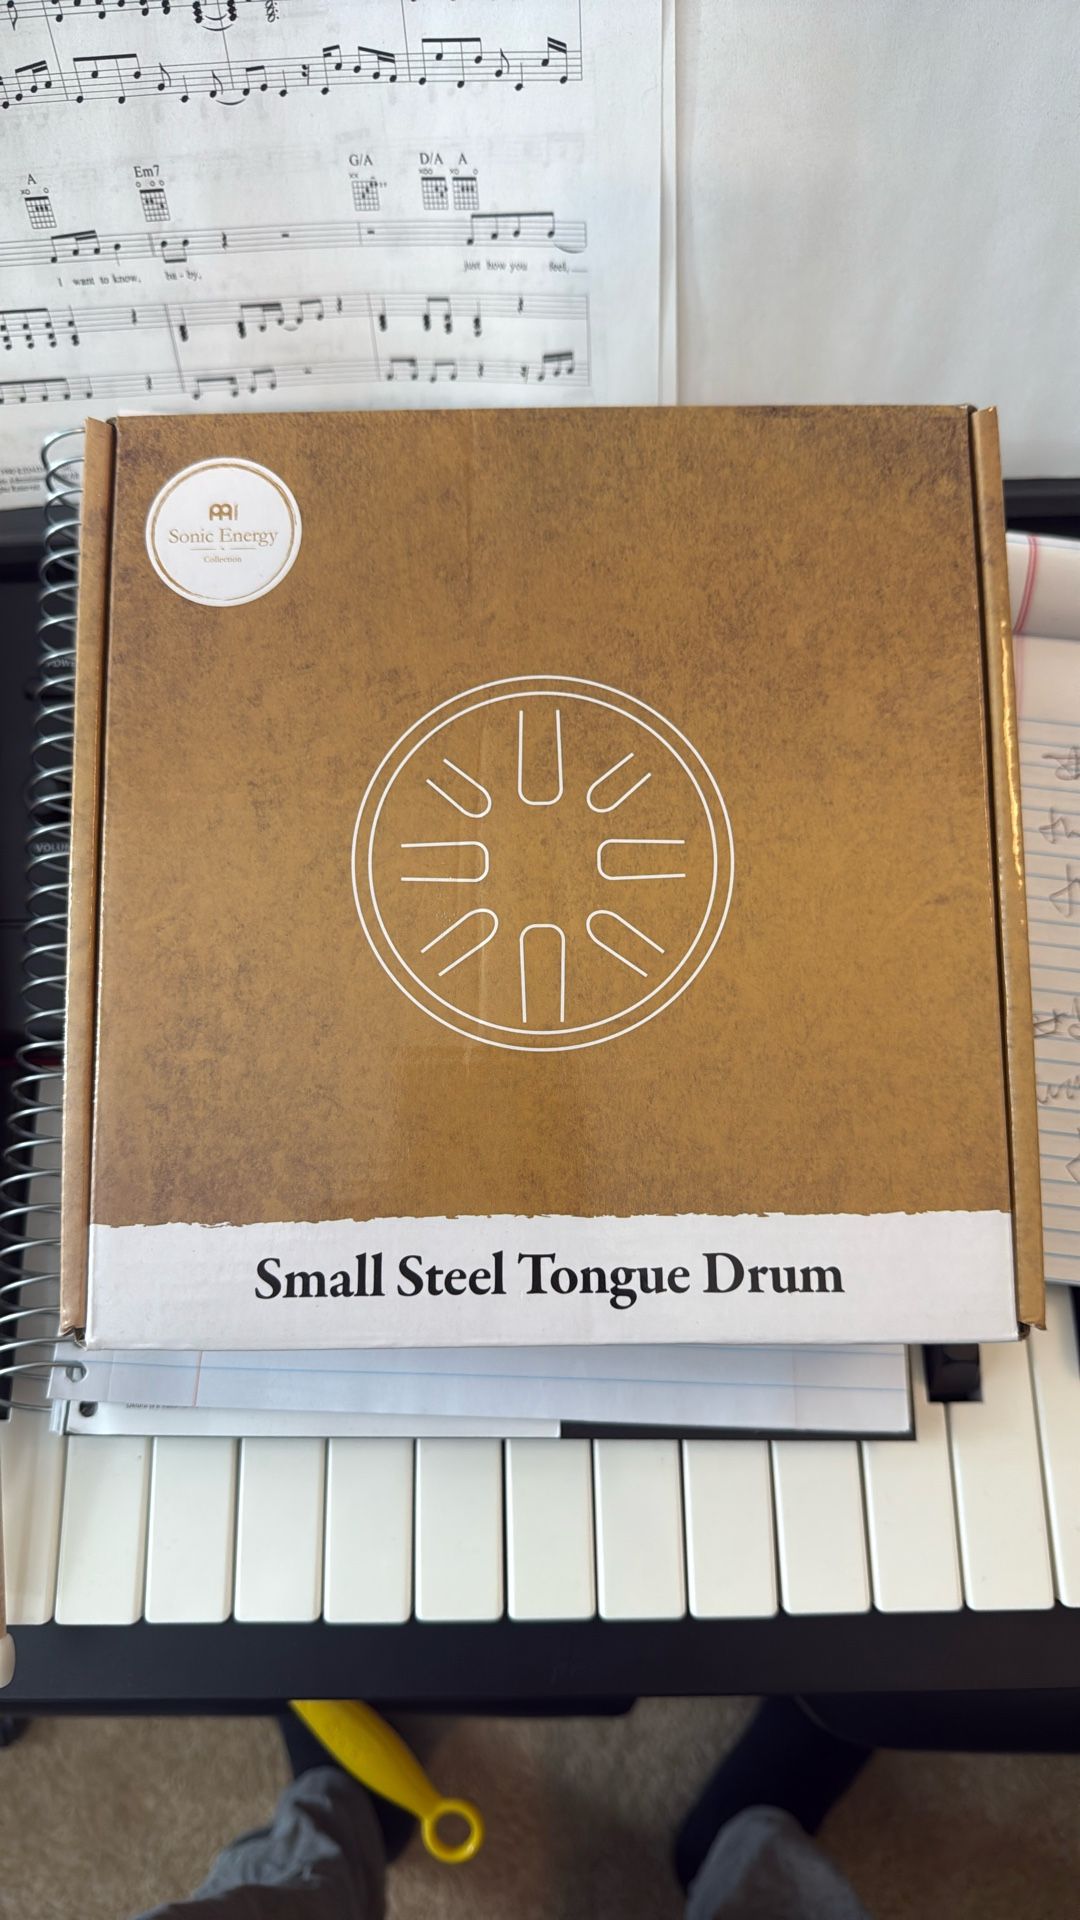 A
Em7
G/A
D/A A
I want to know, ba - by,
just how you feel,
Sonic Energy
Collection
Small Steel Tongue Drum